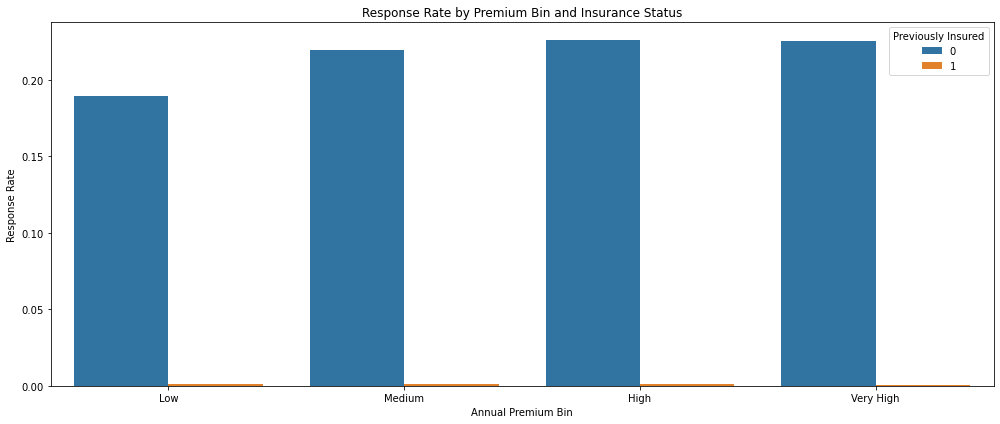 Response Rate by Premium Bin and Insurance Status
Previously Insured
0
1
Response Rate
0.20
0.15
0.10
0.05
0.00
Low
Medium
High
Very High
Annual Premium Bin